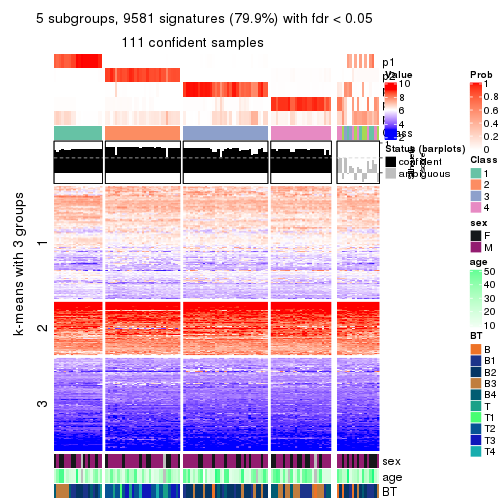 5 subgroups, 9581 signatures (79.9%) with fdr < 0.05
111 confident samples
p1
p2
Value
10
8
6
4
Class
Status (barplots)
confident
ambiguous
k-means with 3 groups
1
2
3
sex
age
BT
Prob
1
0.8
0.6
0.4
0.2
0
Class
1
2
3
4
sex
F
M
age
50
40
30
20
10
BT
B
B1
B2
B3
B4
T
T1
T2
T3
T4